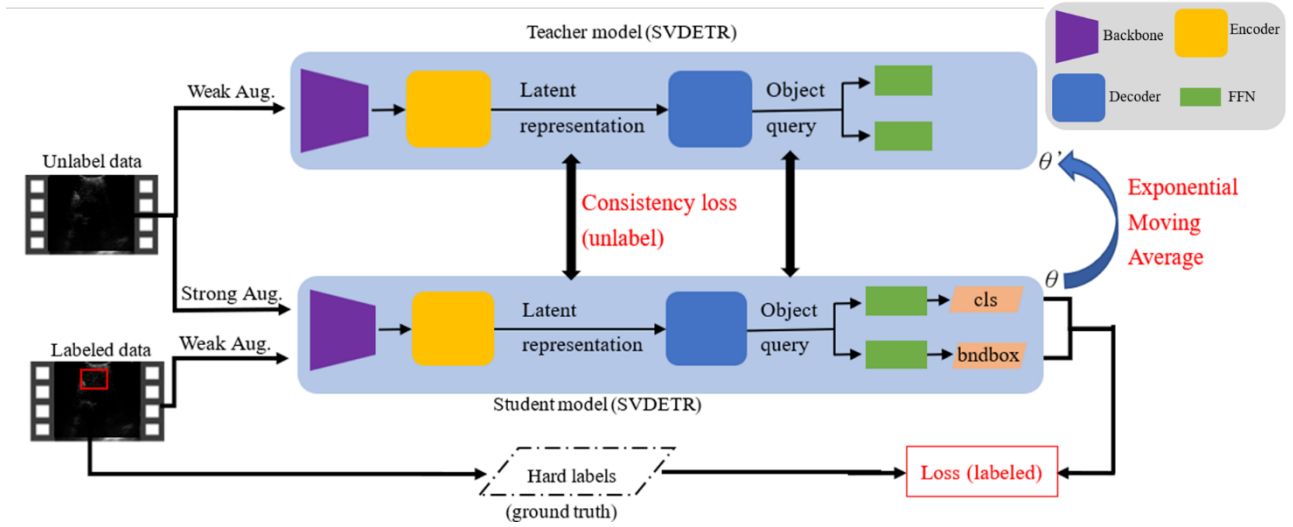 Teacher model (SVDETR)
Backbone
Encoder
Decoder
FFN
Weak Aug.
Latent
representation
Object
query
Unlabel data
θ’
Consistency loss
(unlabel)
Exponential
Moving
Average
θ
Strong Aug.
Weak Aug.
Labeled data
Latent
representation
Object
query
cls
bndbox
Student model (SVDETR)
Hard labels
(ground truth)
Loss (labeled)